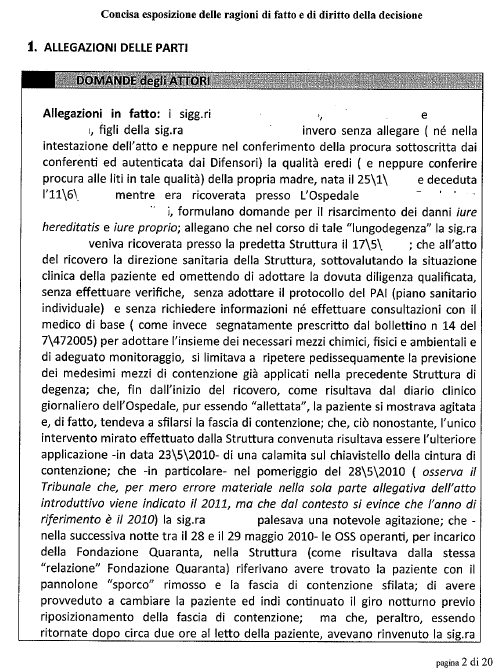 Concisa esposizione delle ragioni di fatto e di diritto della decisione
1. ALLEGAZIONI DELLE PARTI
DOMANDE degli ATTORI
Allegazioni in fatto: i sigg.ri , e
, figli della sig.ra invero senza allegare ( né nella
intestazione dell'atto e neppure nel conferimento della procura sottoscritta dai
conferenti ed autenticata dai Difensori) la qualità eredi ( e neppure conferire
procura alle liti in tale qualità) della propria madre, nata il 25\1\ e deceduta
l'11\6\ mentre era ricoverata presso L'Ospedale
, formulano domande per il risarcimento dei danni iure
hereditatis e iure proprio; allegano che nel corso di tale "lungodegenza" la sig.ra
veniva ricoverata presso la predetta Struttura il 17\5\ ; che all'atto
del ricovero la direzione sanitaria della Struttura, sottovalutando la situazione
clinica della paziente ed omettendo di adottare la dovuta diligenza qualificata,
senza effettuare verifiche, senza adottare il protocollo del PAI (piano sanitario
individuale) e senza richiedere informazioni né effettuare consultazioni con il
medico di base ( come invece segnatamente prescritto dal bollettino n 14 del
7\472005) per adottare l'insieme dei necessari mezzi chimici, fisici e ambientali e
di adeguato monitoraggio, si limitava a ripetere pedissequamente la previsione
dei medesimi mezzi di contenzione già applicati nella precedente Struttura di
degenza; che, fin dall'inizio del ricovero, come risultava dal diario clinico
giornaliero dell'Ospedale, pur essendo "allettata", la paziente si mostrava agitata
e, di fatto, tendeva a sfilarsi la fascia di contenzione; che, ciò nonostante, l'unico
intervento mirato effettuato dalla Struttura convenuta risultava essere l'ulteriore
applicazione -in data 23\5\2010- di una calamita sul chiavistello della cintura di
contenzione; che -in particolare- nel pomeriggio del 28\5\2010 ( osserva il
Tribunale che, per mero errore materiale nella sola parte allegativa dell'atto
introduttivo viene indicato il 2011, ma che dal contesto si evince che l'anno di
riferimento è il 2010) la sig.ra palesava una notevole agitazione; che -
nella successiva notte tra il 28 e il 29 maggio 2010- le OSS operanti, per incarico
della Fondazione Quaranta, nella Struttura (come risultava dalla stessa
"relazione" Fondazione Quaranta) riferivano avere trovato la paziente con il
pannolone "sporco" rimosso e la fascia di contenzione sfilata; di avere
provveduto a cambiare la paziente ed indi continuato il giro notturno previo
riposizionamento della fascia di contenzione; ma che, peraltro, essendo
ritornate dopo circa due ore al letto della paziente, avevano rinvenuto la sig.ra
pagina 2 di 20